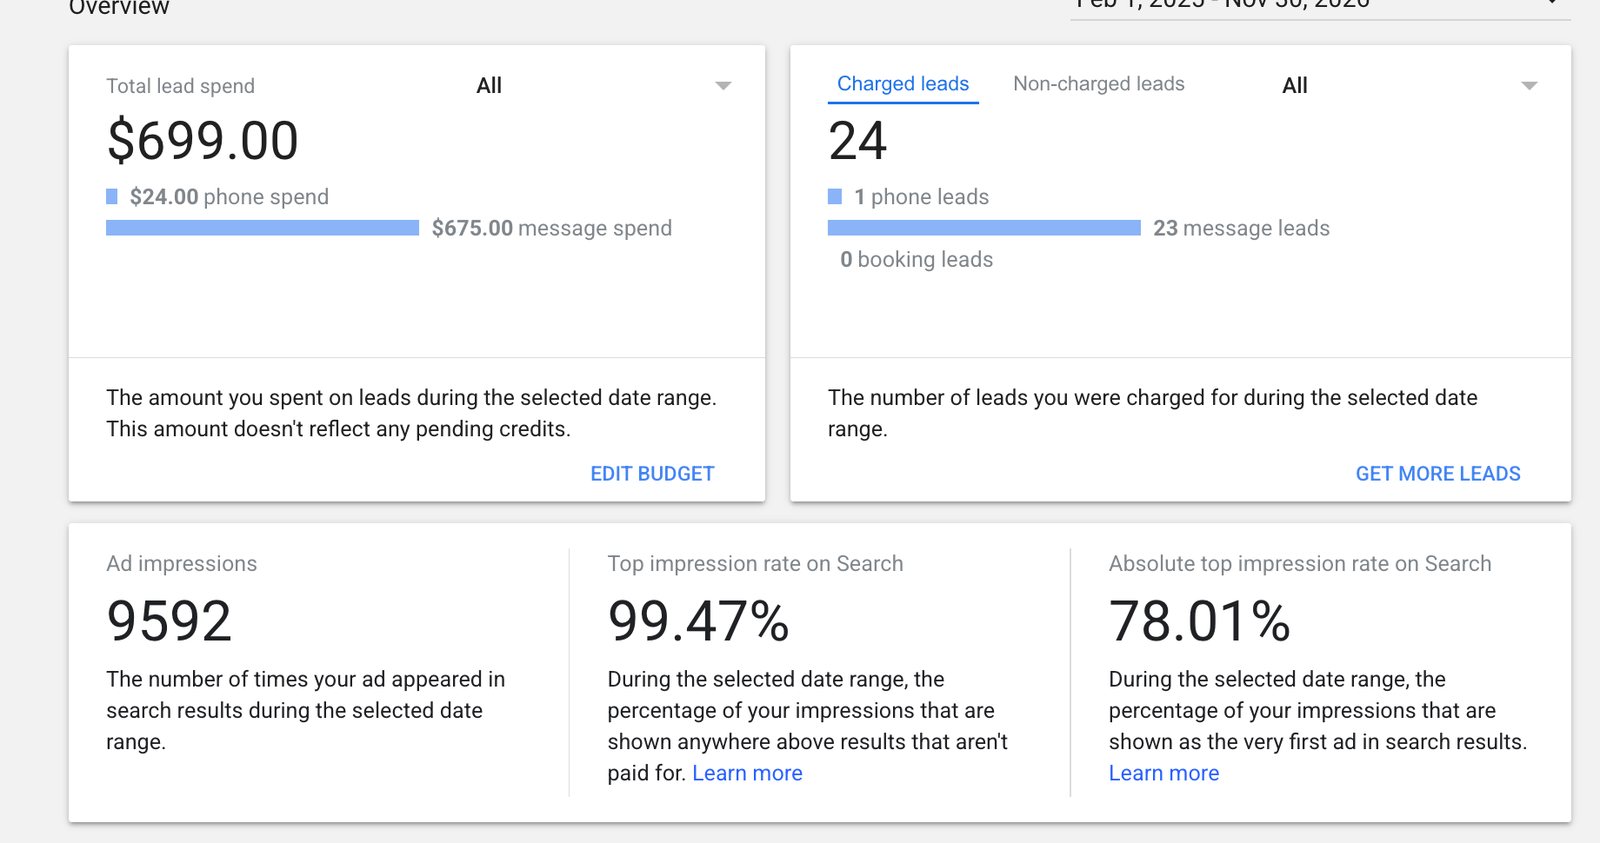 Overview
Feb 1, 2025 - Nov 30, 2026
Total lead spend
All
$699.00
$24.00 phone spend
$675.00 message spend
The amount you spent on leads during the selected date range.
This amount doesn't reflect any pending credits.
EDIT BUDGET
Charged leads
Non-charged leads
All
24
1 phone leads
23 message leads
0 booking leads
The number of leads you were charged for during the selected date
range.
GET MORE LEADS
Ad impressions
9592
The number of times your ad appeared in
search results during the selected date
range.
Top impression rate on Search
99.47%
During the selected date range, the
percentage of your impressions that are
shown anywhere above results that aren't
paid for. Learn more
Absolute top impression rate on Search
78.01%
During the selected date range, the
percentage of your impressions that are
shown as the very first ad in search results.
Learn more